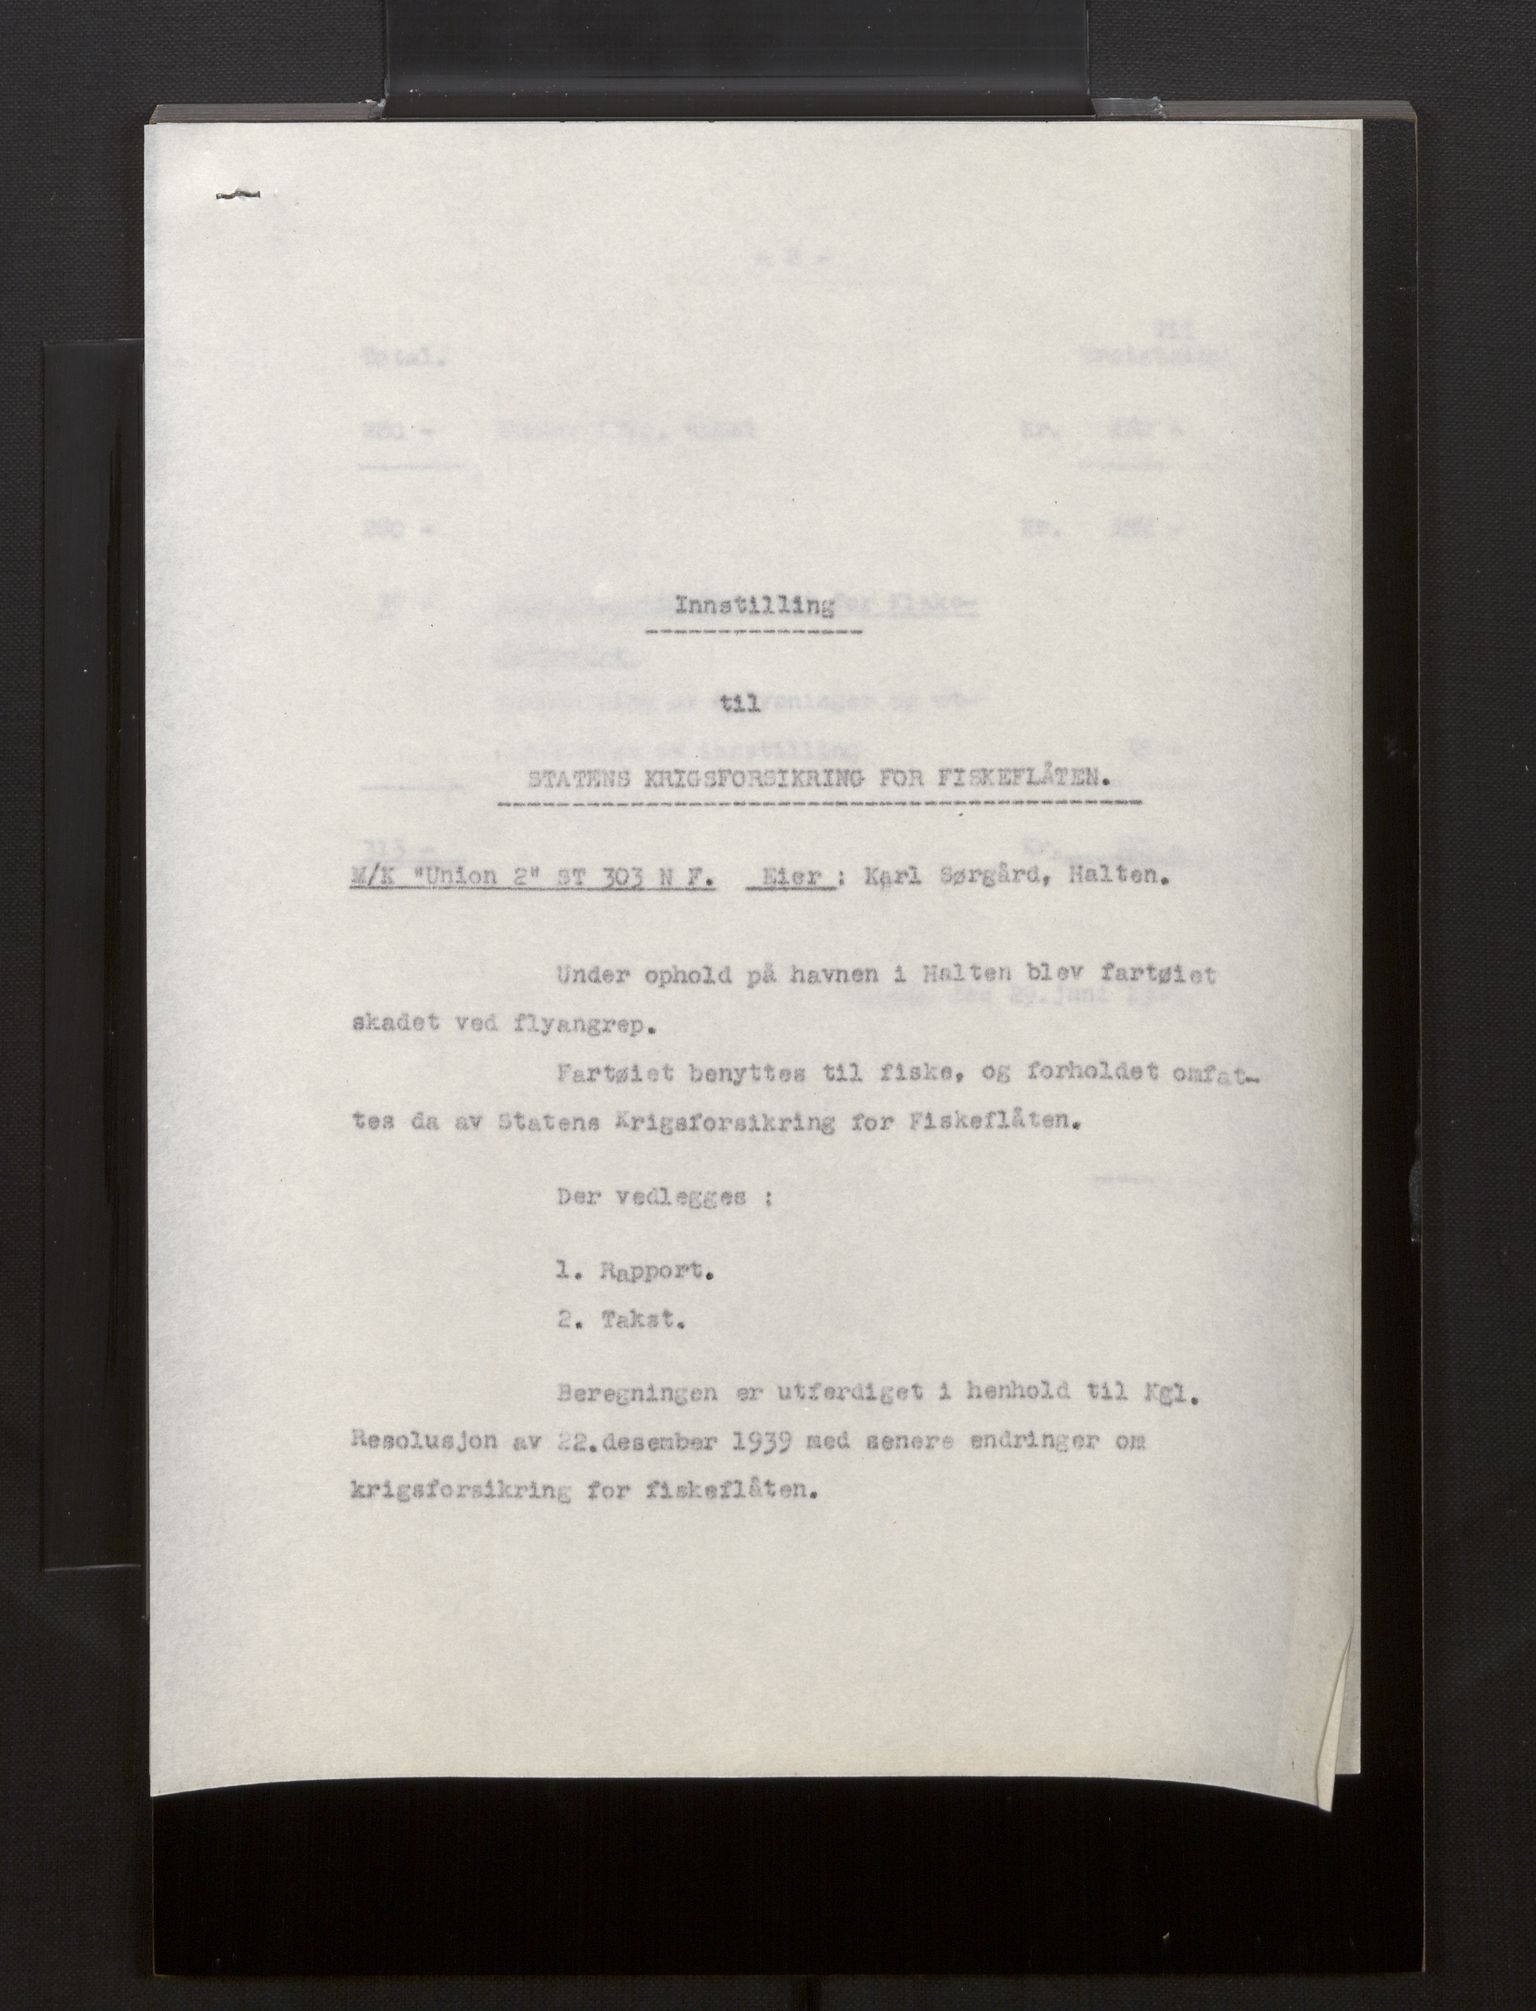 Innstilling
til
STATENS KRIGSFORSIKRING FOR FISKEFLÅTEN.
M/K "Union 2" ST 303 N F. Eier : Karl Sørgård, Halten.
Under ophold på havnen i Halten blev fartøiet
skadet ved flyangrep.
Fartøiet benyttes til fiske, og forholdet omfat-
tes da av Statens Krigsforsikring for Fiskeflåten.
Der vedlegges :
1. Rapport.
2. Takst.
Beregningen er utferdiget i henhold til Kgl.
Resolusjon av 22.desember 1939 med senere endringer om
krigsforsikring for fiskeflåten.